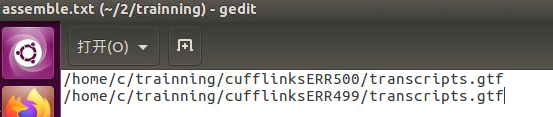 assemble.txt (~/2/trainning) - gedit
打开(O)
/home/c/trainning/cufflinksERR500/transcripts.gtf
/home/c/trainning/cufflinksERR499/transcripts.gtf